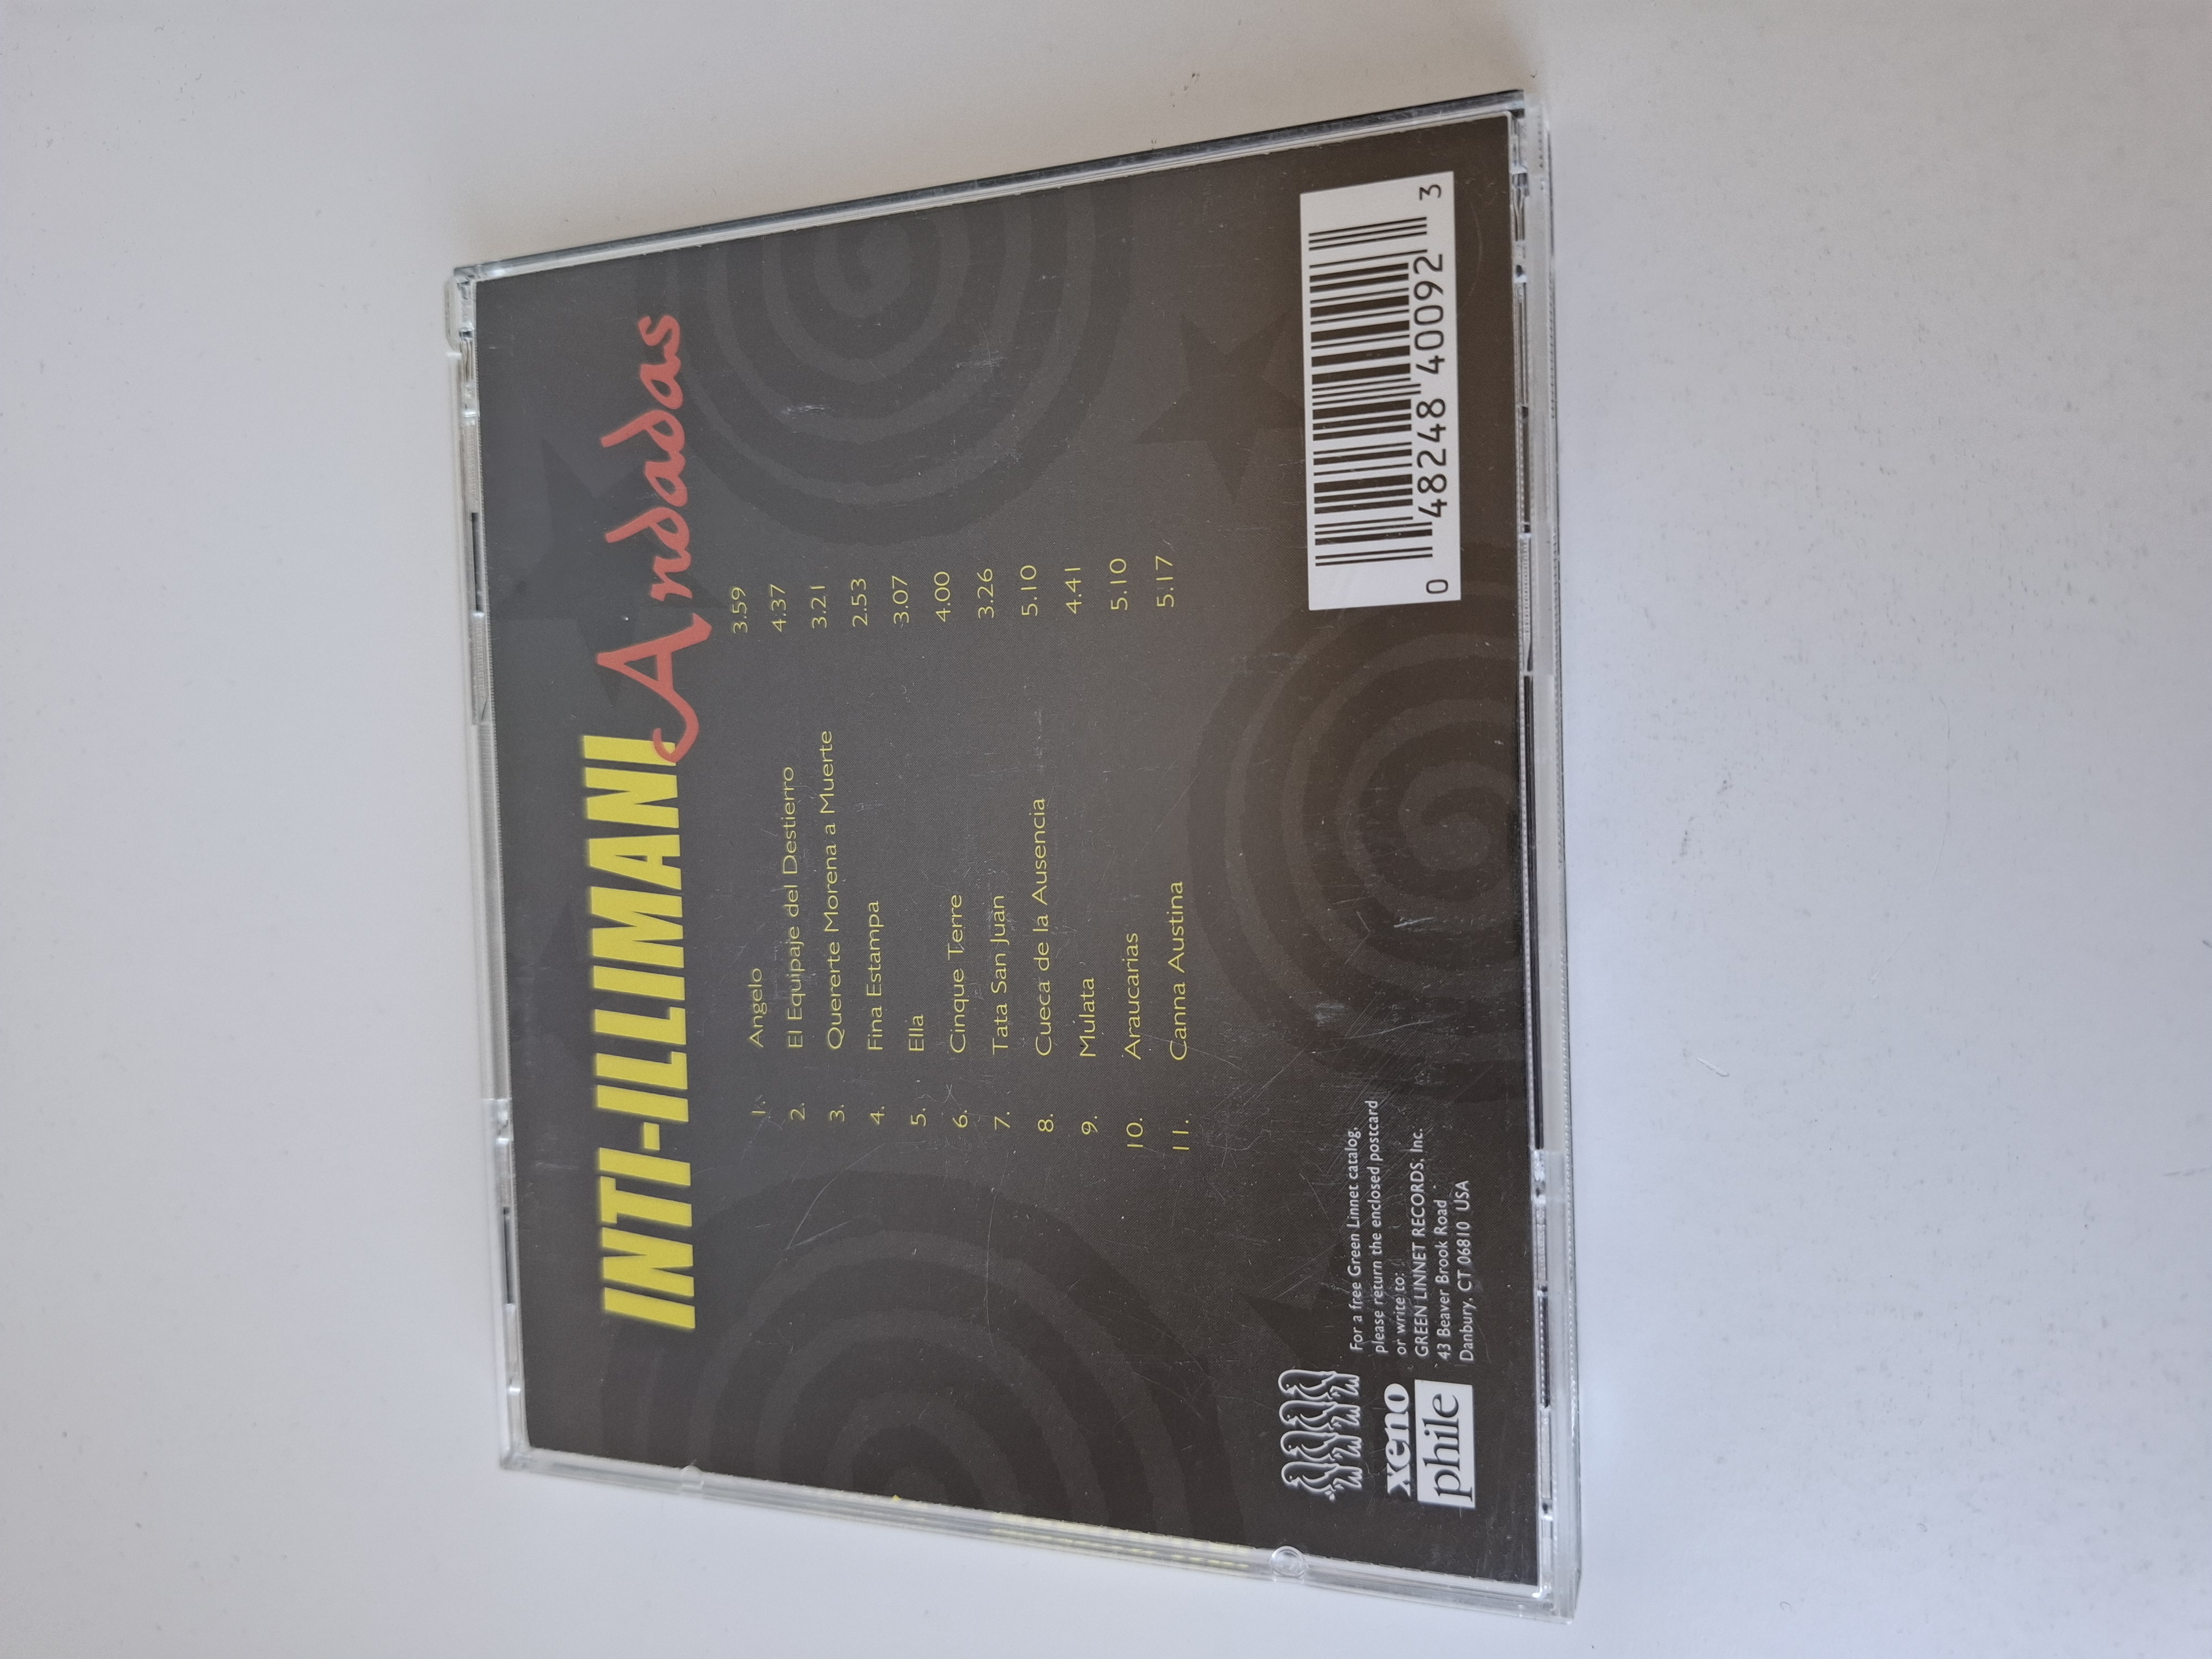 INTI-ILLIMANI
Andadas
1. Angelo 3.59
2. El Equipaje del Destierro 4.37
3. Quererte Morena a Muerte 3.21
4. Fina Estampa 2.53
5. Ella 3.07
6. Cinque Terre 4.00
7. Tata San Juan 3.26
8. Cueca de la Ausencia 5.10
9. Mulata 4.41
10. Araucarias 5.10
11. Canna Austina 5.17
xeno
phile
For a free Green Linnet catalog,
please return the enclosed postcard
or write to:
GREEN LINNET RECORDS, Inc.
43 Beaver Brook Road
Danbury, CT 06810 USA
0 48248 40092 3